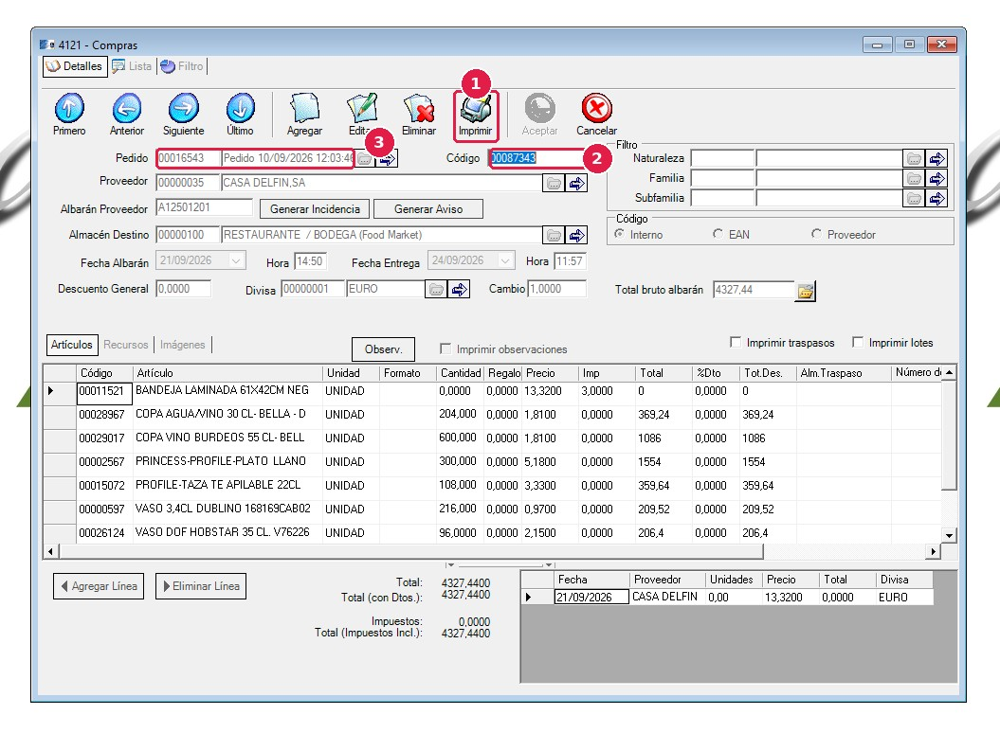 4121 - Compras
Detalles Lista Filtro
1
Primero Anterior Siguiente Último Agregar Eliminar Imprimir Aceptar Cancelar
3
Filtro
Pedido 00016543 Pedido 10/09/2026 12:03:46 Código 00087343 2 Naturaleza
Proveedor 00000035 CASA DELFIN,SA Familia
Subfamilia
Albarán Proveedor A12501201 Generar Incidencia Generar Aviso
Código
Almacén Destino 00000100 RESTAURANTE / BODEGA (Food Market) Interno EAN Proveedor
Fecha Albarán 21/09/2026 Hora 14:50 Fecha Entrega 24/09/2026 Hora 11:57
Descuento General 0,0000 Divisa 00000001 EURO Cambio 1,0000 Total bruto albarán 4327,44
Artículos Recursos Imágenes Observ. Imprimir observaciones Imprimir traspasos Imprimir lotes
Código Artículo Unidad Formato Cantidad Regalo Precio Imp Total %Dto Tot.Des. Alm.Traspaso Número
00011521 BANDEJA LAMINADA 61X42CM NEG UNIDAD 0,0000 0,0000 13,3200 3,0000 0 0,0000 0
00028967 COPA AGUA/VINO 30 CL- BELLA - D UNIDAD 204,000 0,0000 1,8100 0,0000 369,24 0,0000 369,24
00029017 COPA VINO BURDEOS 55 CL- BELL UNIDAD 600,000 0,0000 1,8100 0,0000 1086 0,0000 1086
00002567 PRINCESS-PROFILE-PLATO LLANO UNIDAD 300,000 0,0000 5,1800 0,0000 1554 0,0000 1554
00015072 PROFILE-TAZA TE APILABLE 22CL UNIDAD 108,000 0,0000 3,3300 0,0000 359,64 0,0000 359,64
00000597 VASO 3,4CL DUBLINO 168169CAB02 UNIDAD 216,000 0,0000 0,9700 0,0000 209,52 0,0000 209,52
00026124 VASO DOF HOBSTAR 35 CL. V76226 UNIDAD 96,0000 0,0000 2,1500 0,0000 206,4 0,0000 206,4
Agregar Línea Eliminar Línea
Total: 4327,4400
Total (con Dtos.): 4327,4400
Impuestos: 0,0000
Total (Impuestos Incl.): 4327,4400
Fecha Proveedor Unidades Precio Total Divisa
21/09/2026 CASA DELFIN 0,00 13,3200 0,0000 EURO